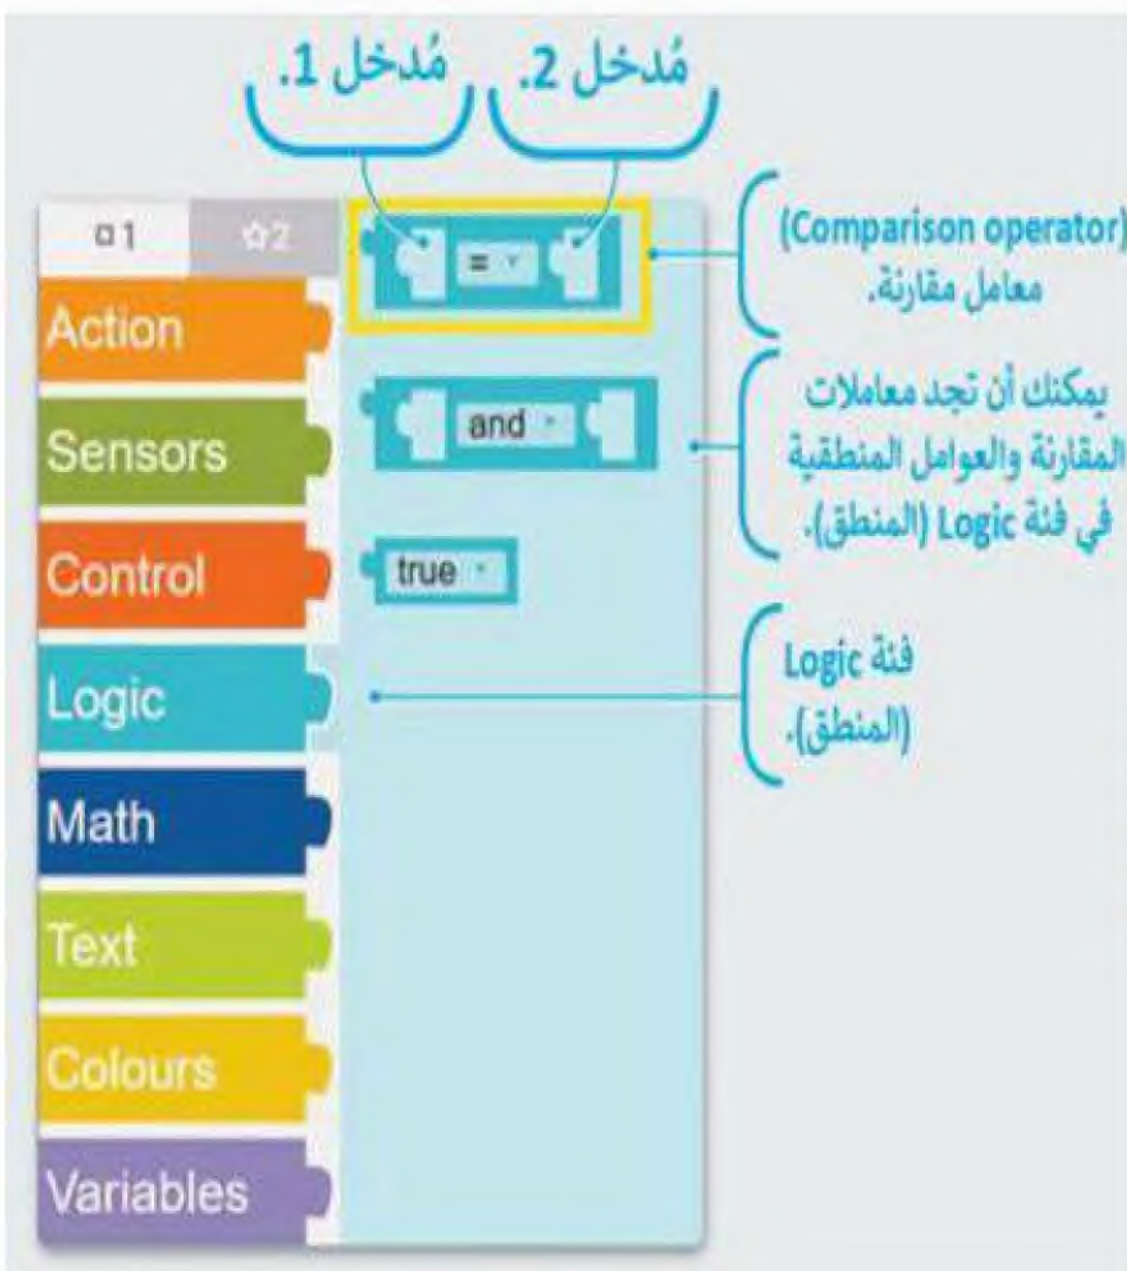 مُدخل 1.
مُدخل 2.
1 2
=
(Comparison operator)
معامل مقارنة.
Action
and
يمكنك أن تجد معاملات
المقارنة والعوامل المنطقية
في فئة Logic (المنطق).
Sensors
Control
true
Logic
فئة Logic
(المنطق).
Math
Text
Colours
Variables